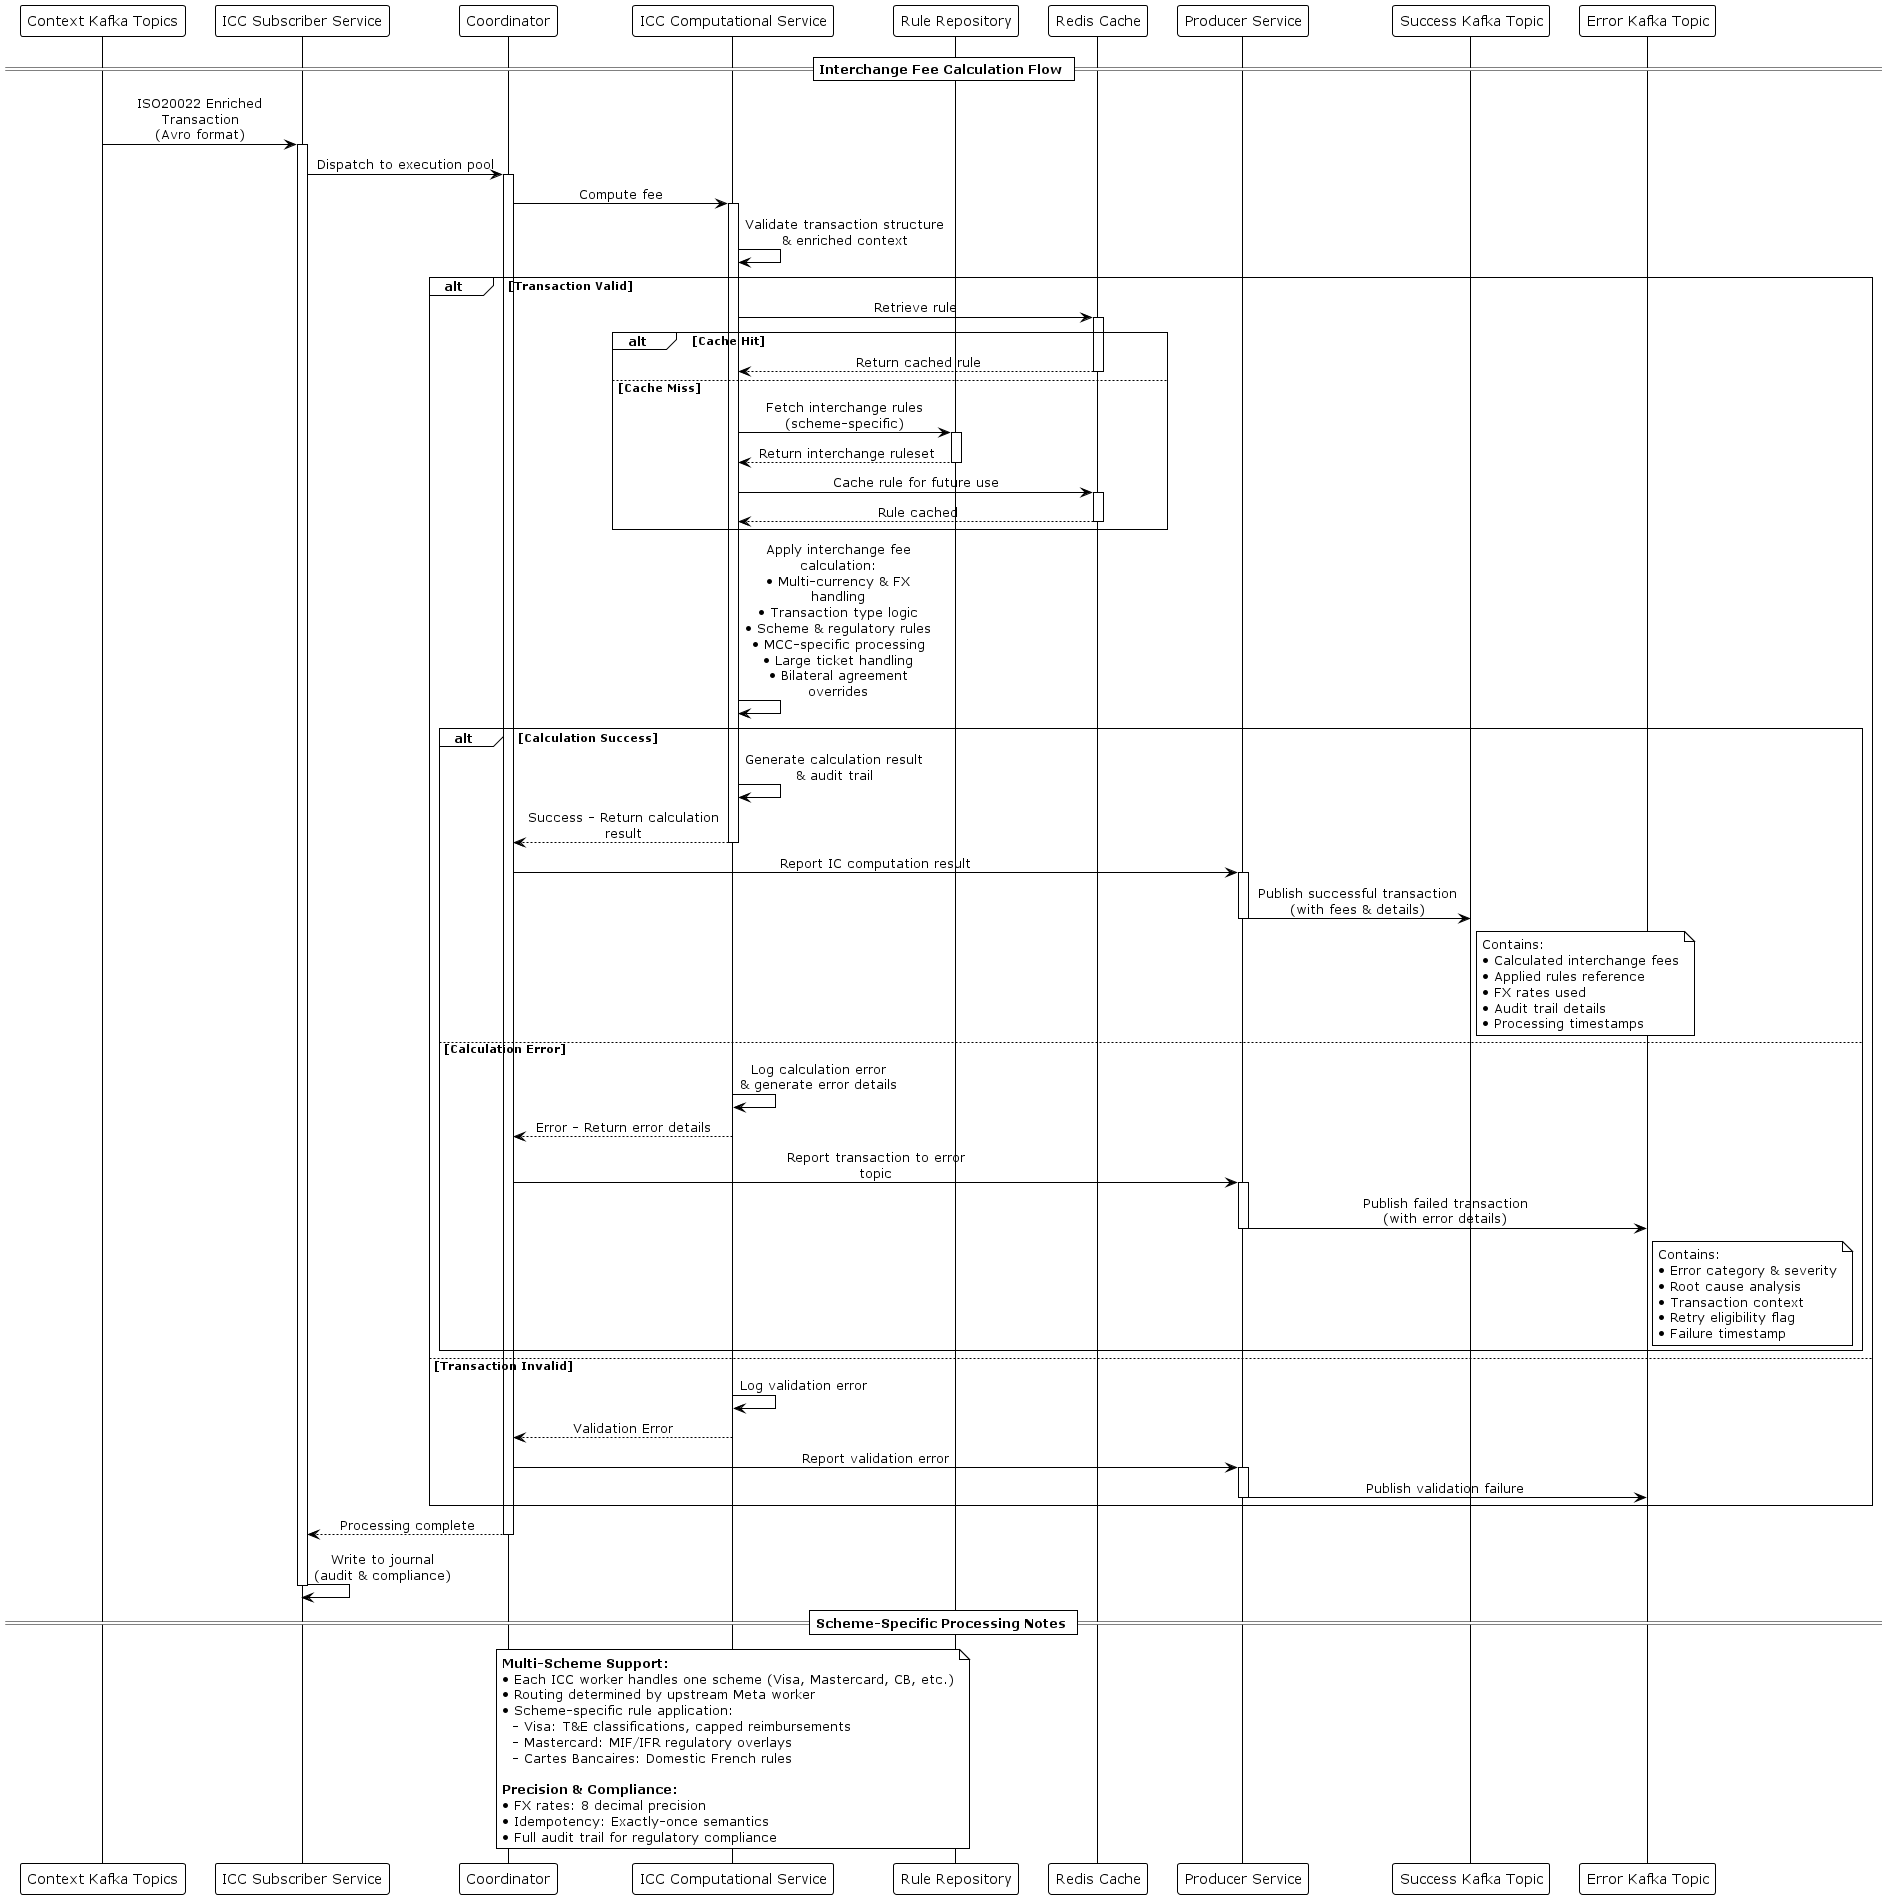 Context Kafka Topics
ICC Subscriber Service
Coordinator
ICC Computational Service
Rule Repository
Redis Cache
Producer Service
Success Kafka Topic
Error Kafka Topic
Interchange Fee Calculation Flow
ISO20022 Enriched
Transaction
(Avro format)
Dispatch to execution pool
Compute fee
Validate transaction structure
& enriched context
alt [Transaction Valid]
Retrieve rule
alt [Cache Hit]
Return cached rule
[Cache Miss]
Fetch interchange rules
(scheme-specific)
Return interchange ruleset
Cache rule for future use
Rule cached
Apply interchange fee
calculation:
• Multi-currency & FX
handling
• Transaction type logic
• Scheme & regulatory rules
• MCC-specific processing
• Large ticket handling
• Bilateral agreement
overrides
alt [Calculation Success]
Generate calculation result
& audit trail
Success - Return calculation
result
Report IC computation result
Publish successful transaction
(with fees & details)
Contains:
• Calculated interchange fees
• Applied rules reference
• FX rates used
• Audit trail details
• Processing timestamps
[Calculation Error]
Log calculation error
& generate error details
Error - Return error details
Report transaction to error
topic
Publish failed transaction
(with error details)
Contains:
• Error category & severity
• Root cause analysis
• Transaction context
• Retry eligibility flag
• Failure timestamp
[Transaction Invalid]
Log validation error
Validation Error
Report validation error
Publish validation failure
Processing complete
Write to journal
(audit & compliance)
Scheme-Specific Processing Notes
Multi-Scheme Support:
• Each ICC worker handles one scheme (Visa, Mastercard, CB, etc.)
• Routing determined by upstream Meta worker
• Scheme-specific rule application:
- Visa: T&E classifications, capped reimbursements
- Mastercard: MIF/IFR regulatory overlays
- Cartes Bancaires: Domestic French rules
Precision & Compliance:
• FX rates: 8 decimal precision
• Idempotency: Exactly-once semantics
• Full audit trail for regulatory compliance
Context Kafka Topics
ICC Subscriber Service
Coordinator
ICC Computational Service
Rule Repository
Redis Cache
Producer Service
Success Kafka Topic
Error Kafka Topic